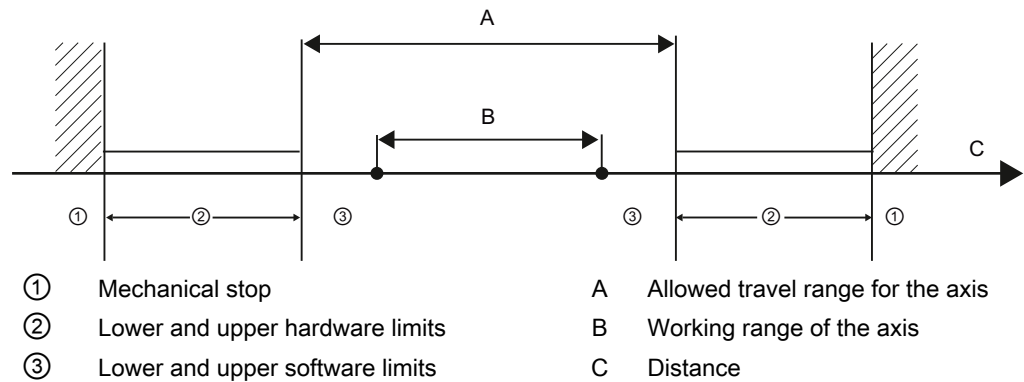 A
B
C
① ② ③ ③ ② ①
① Mechanical stop A Allowed travel range for the axis
② Lower and upper hardware limits B Working range of the axis
③ Lower and upper software limits C Distance